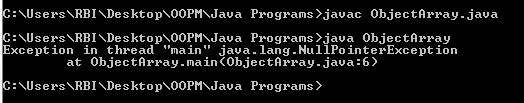 C:\Users\RBI\Desktop\OOPM\Java Programs>javac ObjectArray.java
C:\Users\RBI\Desktop\OOPM\Java Programs>java ObjectArray
Exception in thread "main" java.lang.NullPointerException
at ObjectArray.main(ObjectArray.java:6)
C:\Users\RBI\Desktop\OOPM\Java Programs>